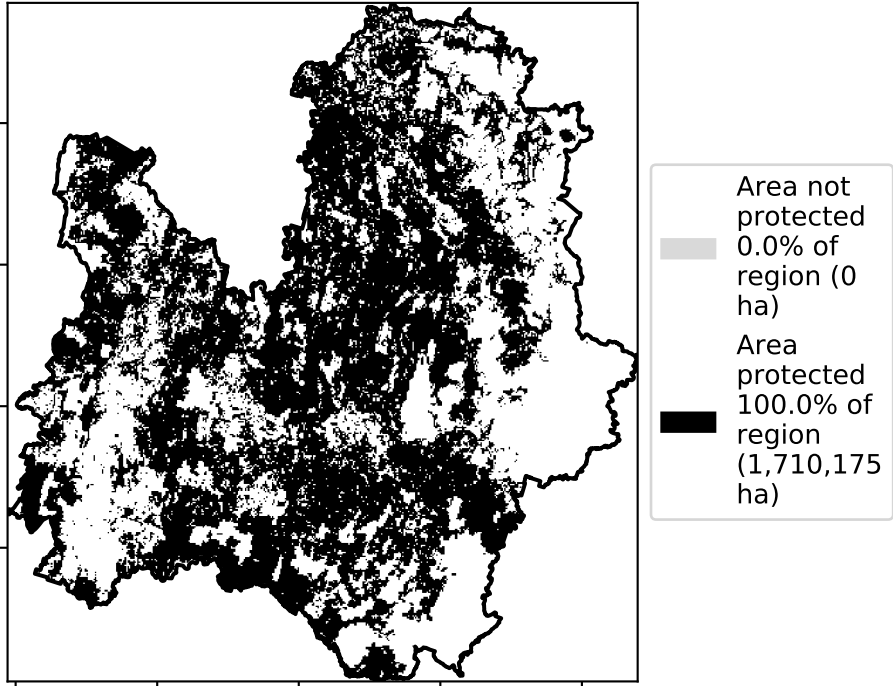 Area not
protected
0.0% of
region (0
ha)
Area
protected
100.0% of
region
(1,710,175
ha)